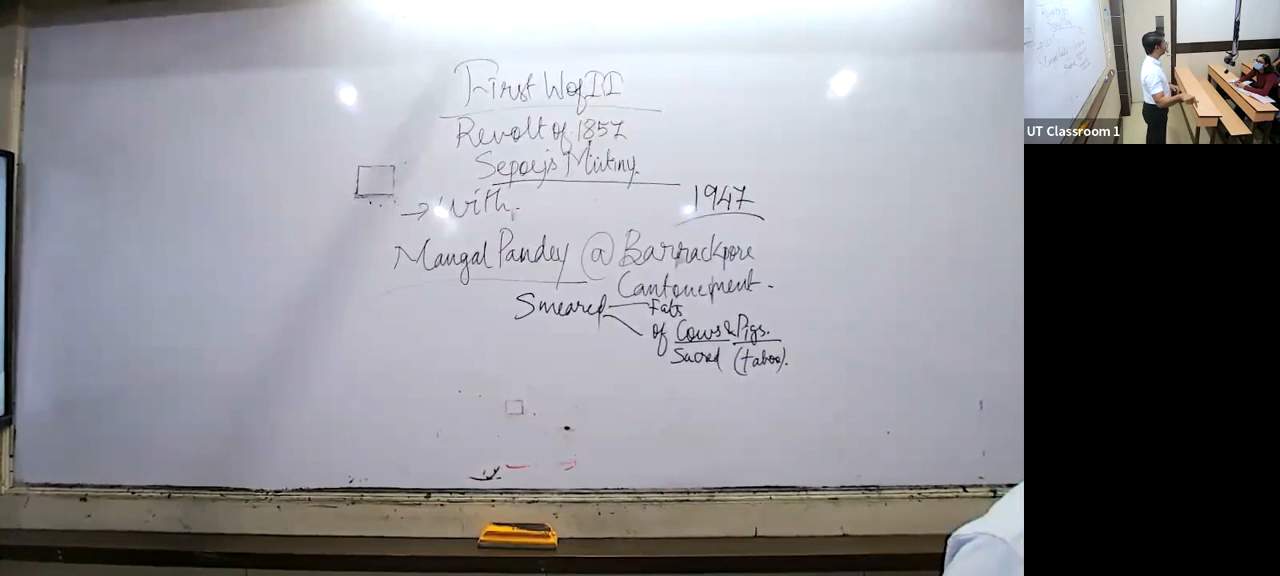 First WofII
Revolt of 1857
Sepoys Mutiny.
→ with.
1947
Mangal Pandey @ Barrackpore
Cantonement.
Smeared
Fats
of Cows & Pigs.
Sacred (taboo).
UT Classroom 1